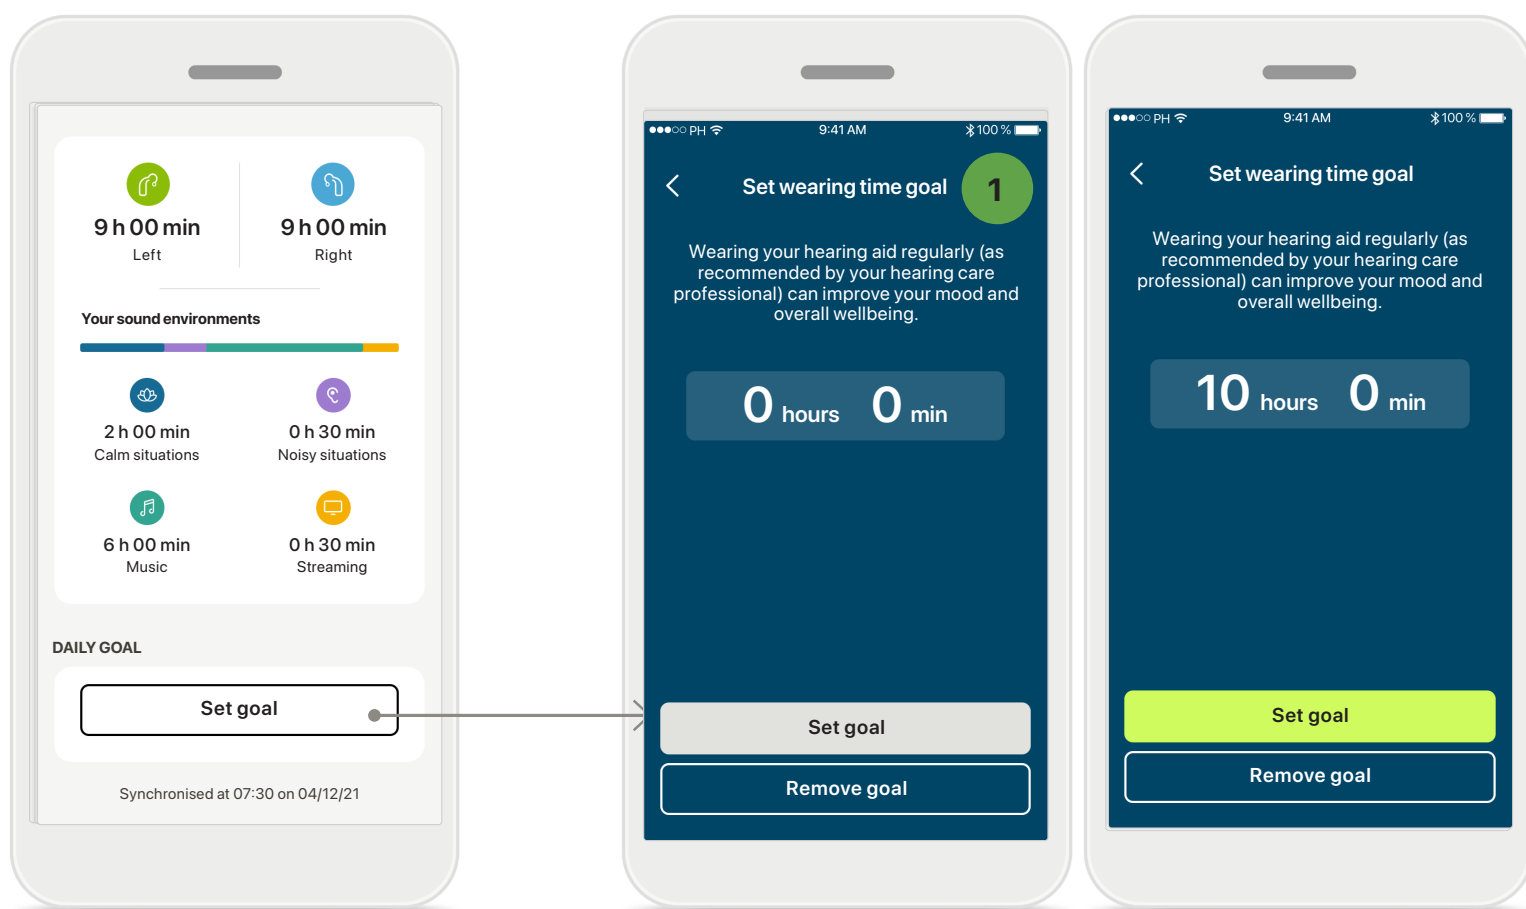 9 h 00 min
Left
9 h 00 min
Right
Your sound environments
2 h 00 min
Calm situations
0 h 30 min
Noisy situations
6 h 00 min
Music
0 h 30 min
Streaming
DAILY GOAL
Set goal
Synchronised at 07:30 on 04/12/21
PH 9:41 AM 100 %
Set wearing time goal
1
Wearing your hearing aid regularly (as
recommended by your hearing care
professional) can improve your mood and
overall wellbeing.
0 hours 0 min
Set goal
Remove goal
PH 9:41 AM 100 %
Set wearing time goal
Wearing your hearing aid regularly (as
recommended by your hearing care
professional) can improve your mood and
overall wellbeing.
10 hours 0 min
Set goal
Remove goal